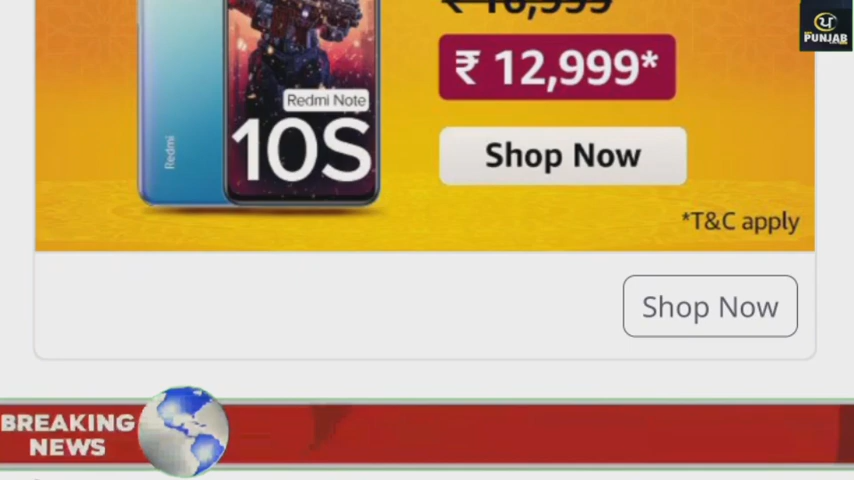 ₹ 12,999*
Redmi Note
10S
Redmi
Shop Now
*T&C apply
Shop Now
BREAKING
NEWS
ਪੰ
PUNJAB